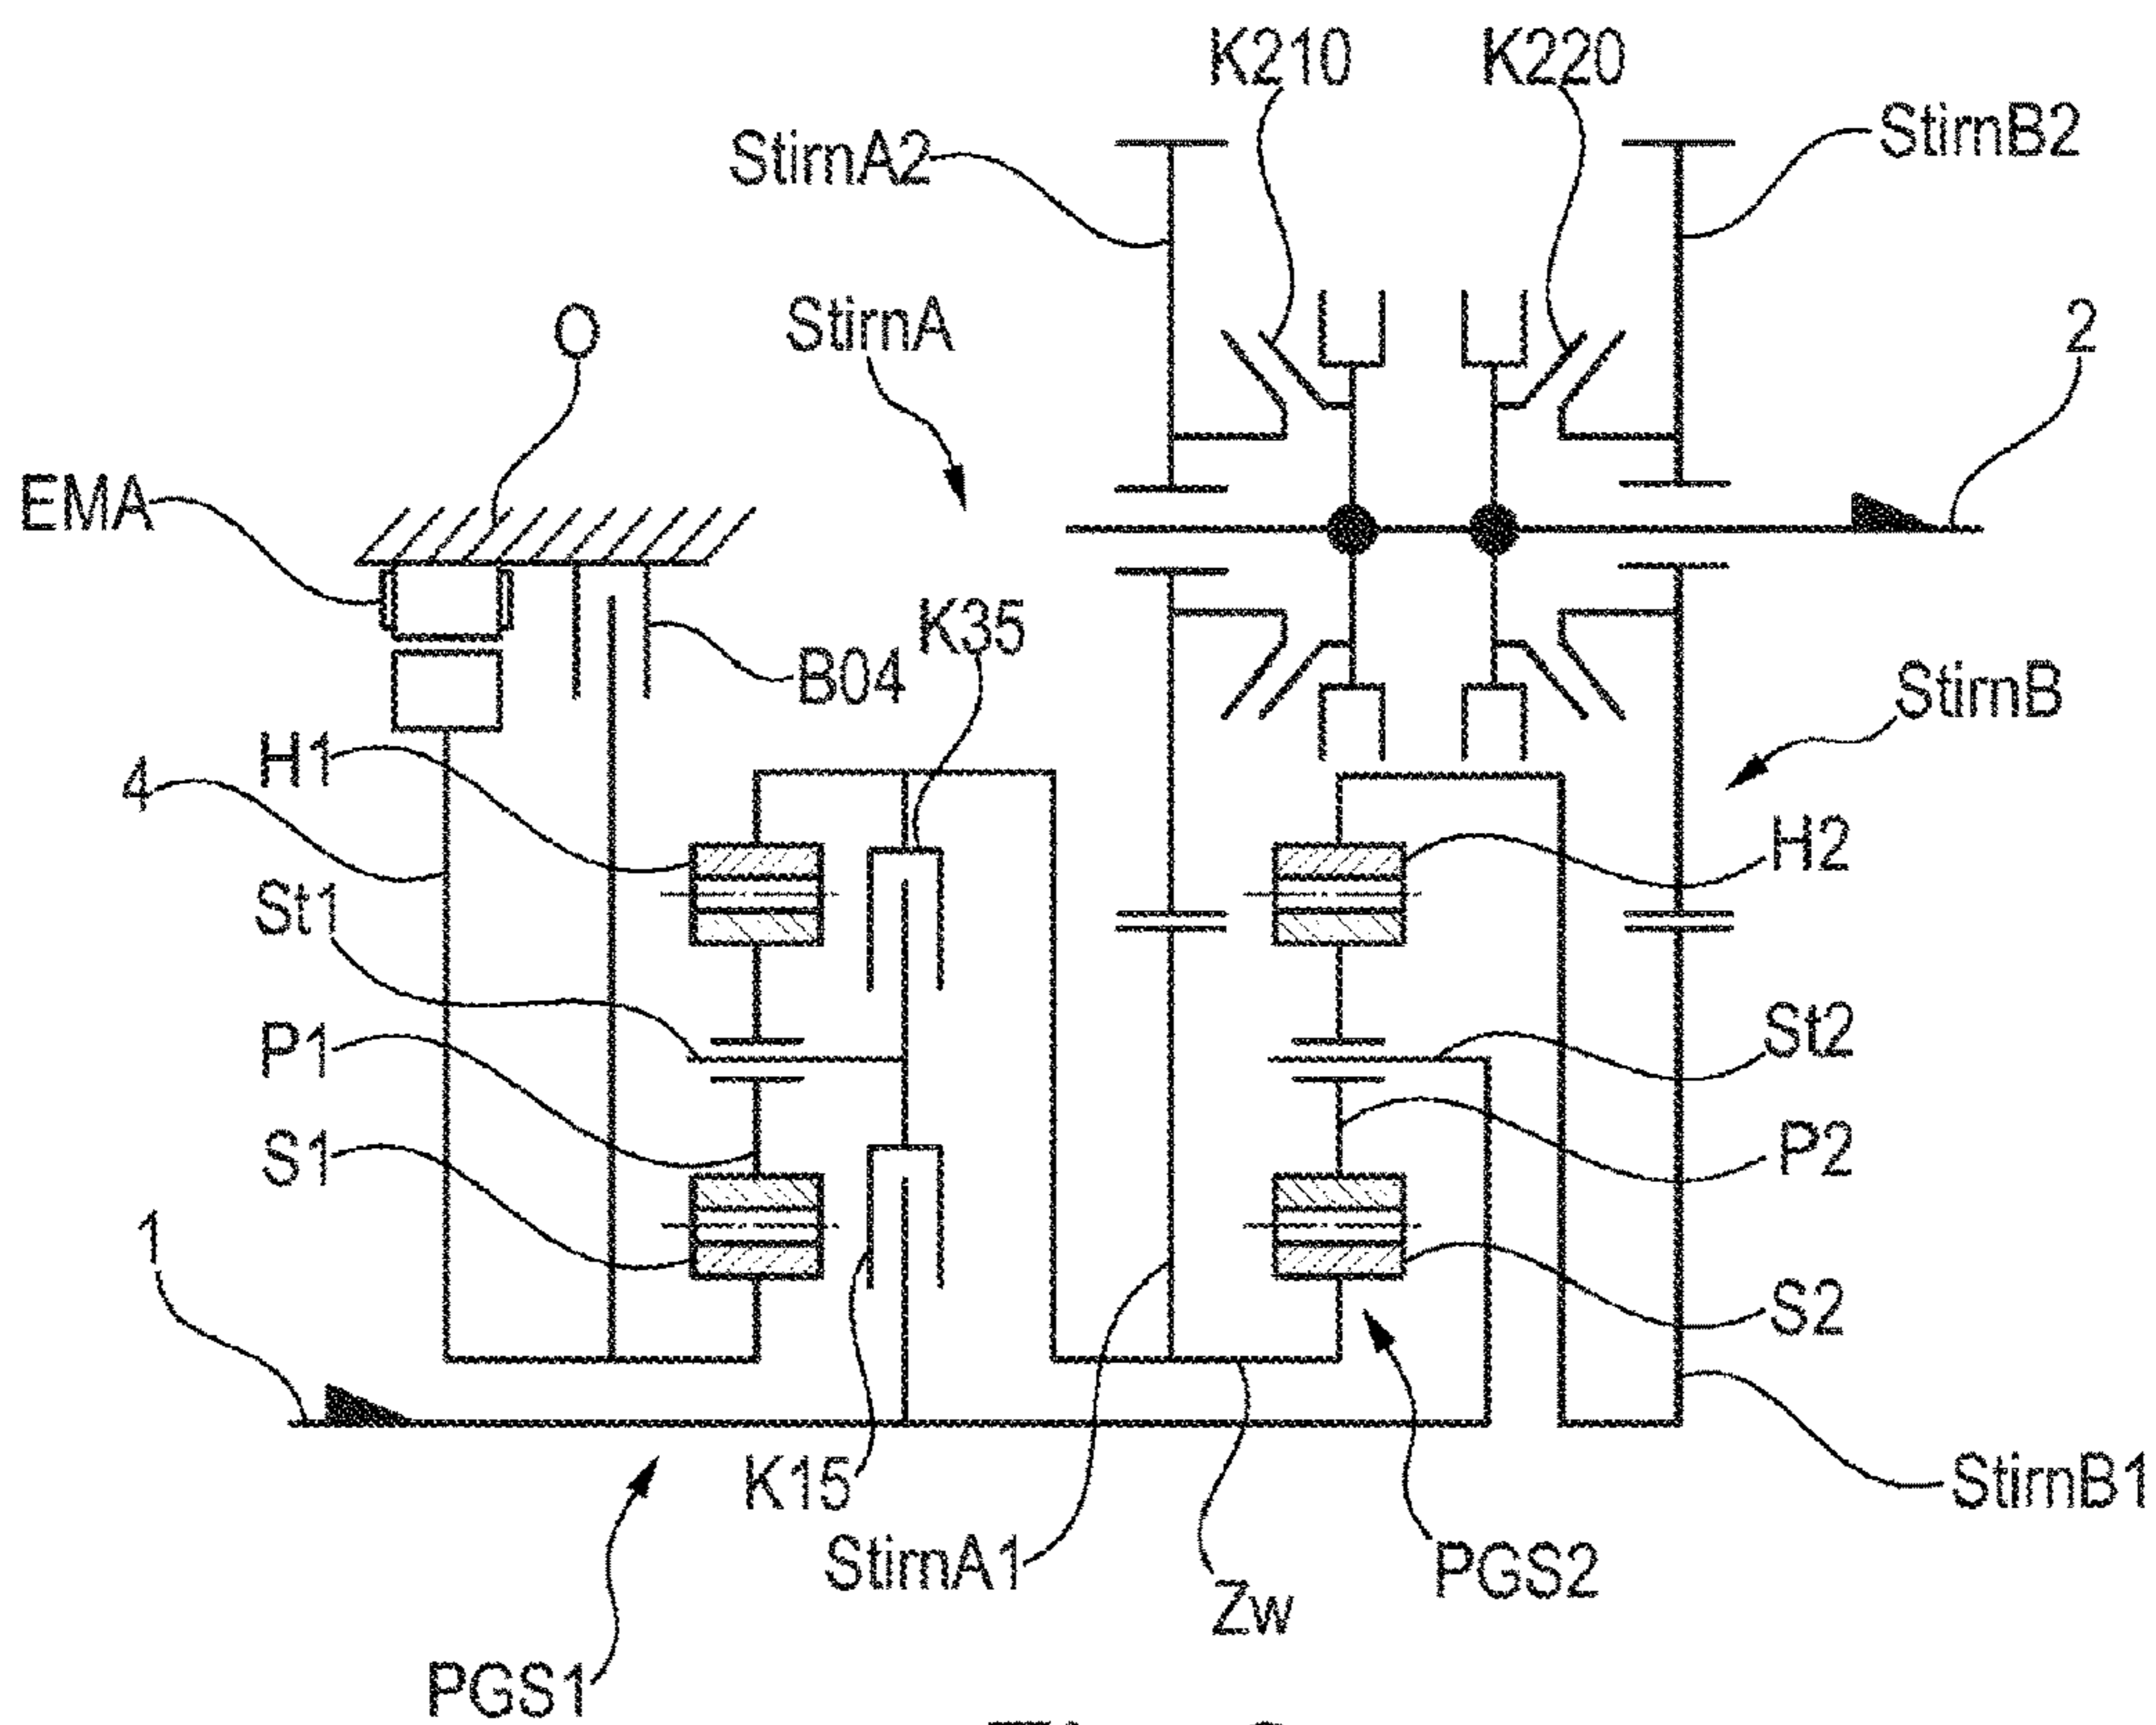 K210
K220
StirnA2
StirnB2
O
StirnA
2
EMA
K35
B04
StirnB
H1
4
H2
St1
St2
P1
P2
S1
1
S2
K15
StirnB1
StirnA1
PGS2
Zw
PGS1